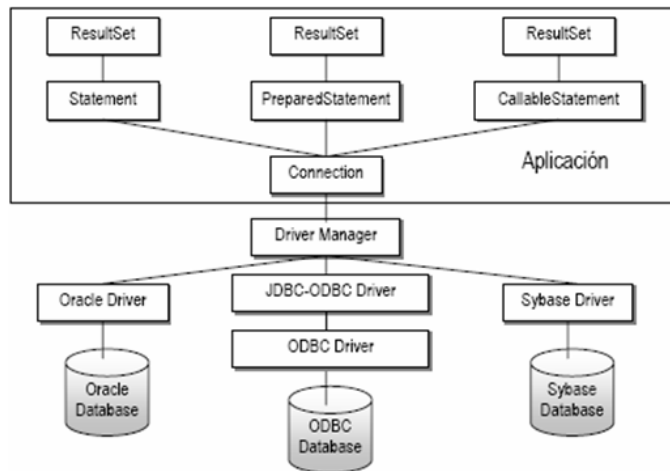 ResultSet
ResultSet
ResultSet
Statement
PreparedStatement
CallableStatement
Connection
Aplicación
Driver Manager
Oracle Driver
JDBC-ODBC Driver
Sybase Driver
ODBC Driver
Oracle
Database
ODBC
Database
Sybase
Database